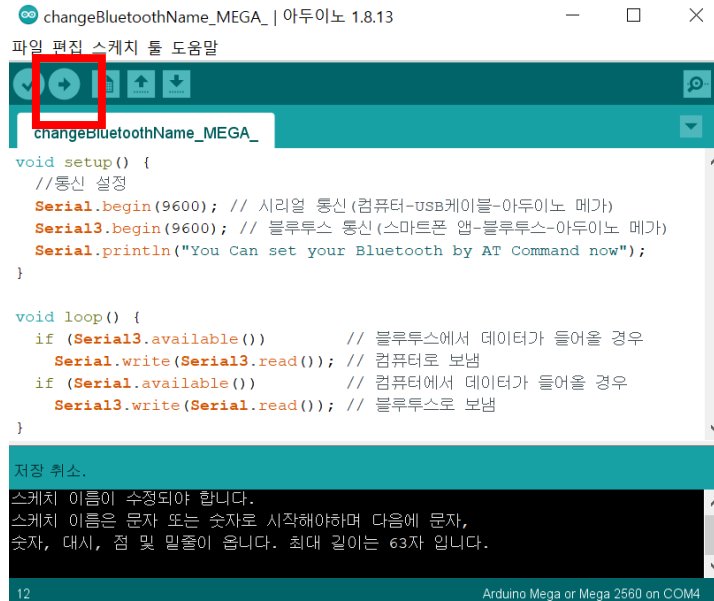 changeBluetoothName_MEGA_ | 아두이노 1.8.13
파일 편집 스케치 툴 도움말
changeBluetoothName_MEGA_
void setup() {
//통신 설정
Serial.begin(9600); // 시리얼 통신(컴퓨터-USB케이블-아두이노 메가)
Serial3.begin(9600); // 블루투스 통신(스마트폰 앱-블루투스-아두이노 메가)
Serial.println("You Can set your Bluetooth by AT Command now");
}
void loop() {
if (Serial3.available()) // 블루투스에서 데이터가 들어올 경우
Serial.write(Serial3.read()); // 컴퓨터로 보냄
if (Serial.available()) // 컴퓨터에서 데이터가 들어올 경우
Serial3.write(Serial.read()); // 블루투스로 보냄
}
저장 취소.
스케치 이름이 수정되야 합니다.
스케치 이름은 문자 또는 숫자로 시작해야하며 다음에 문자,
숫자, 대시, 점 및 밑줄이 옵니다. 최대 길이는 63자 입니다.
12 Arduino Mega or Mega 2560 on COM4